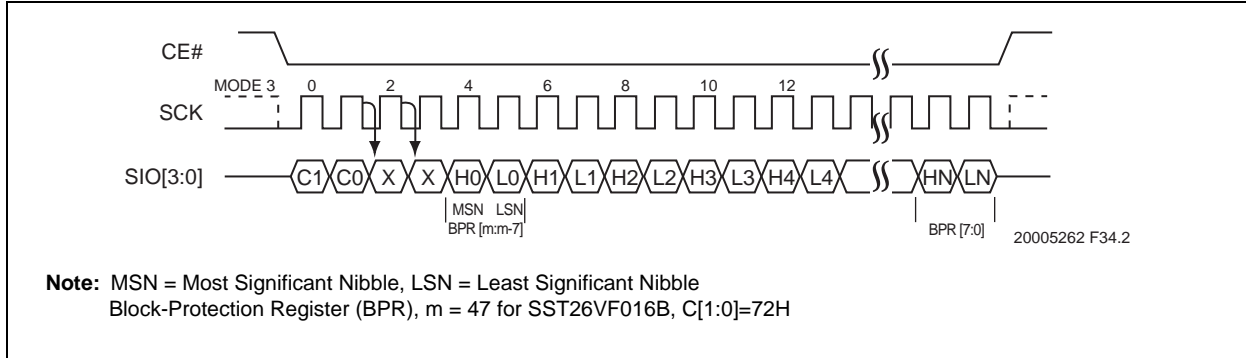 CE#
MODE 3 0 2 4 6 8 10 12
SCK
SIO[3:0] C1 C0 X X H0 L0 H1 L1 H2 L2 H3 L3 H4 L4 HN LN
MSN LSN
BPR [m:m-7] BPR [7:0]
20005262 F34.2
Note: MSN = Most Significant Nibble, LSN = Least Significant Nibble
Block-Protection Register (BPR), m = 47 for SST26VF016B, C[1:0]=72H